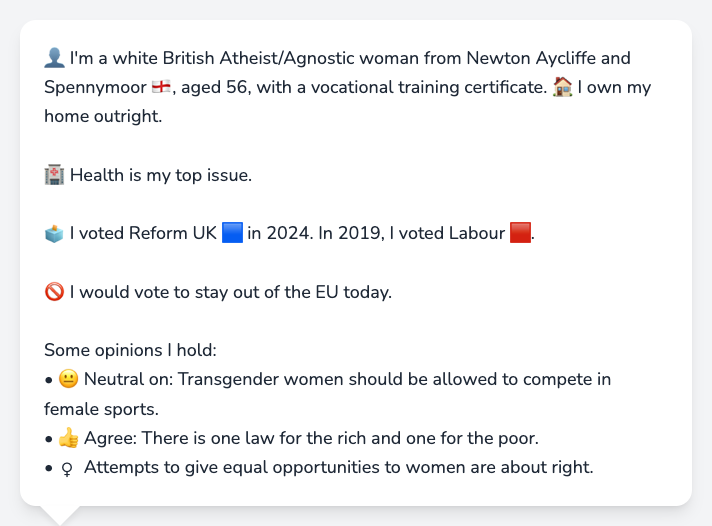 👤 I'm a white British Atheist/Agnostic woman from Newton Aycliffe and
Spennymoor 🏴󠁧󠁢󠁥󠁮󠁧󠁿, aged 56, with a vocational training certificate. 🏠 I own my
home outright.
🏥 Health is my top issue.
🗳️ I voted Reform UK 🟦 in 2024. In 2019, I voted Labour 🟥.
🚫 I would vote to stay out of the EU today.
Some opinions I hold:
• 😐 Neutral on: Transgender women should be allowed to compete in
female sports.
• 👍 Agree: There is one law for the rich and one for the poor.
• ♀ Attempts to give equal opportunities to women are about right.